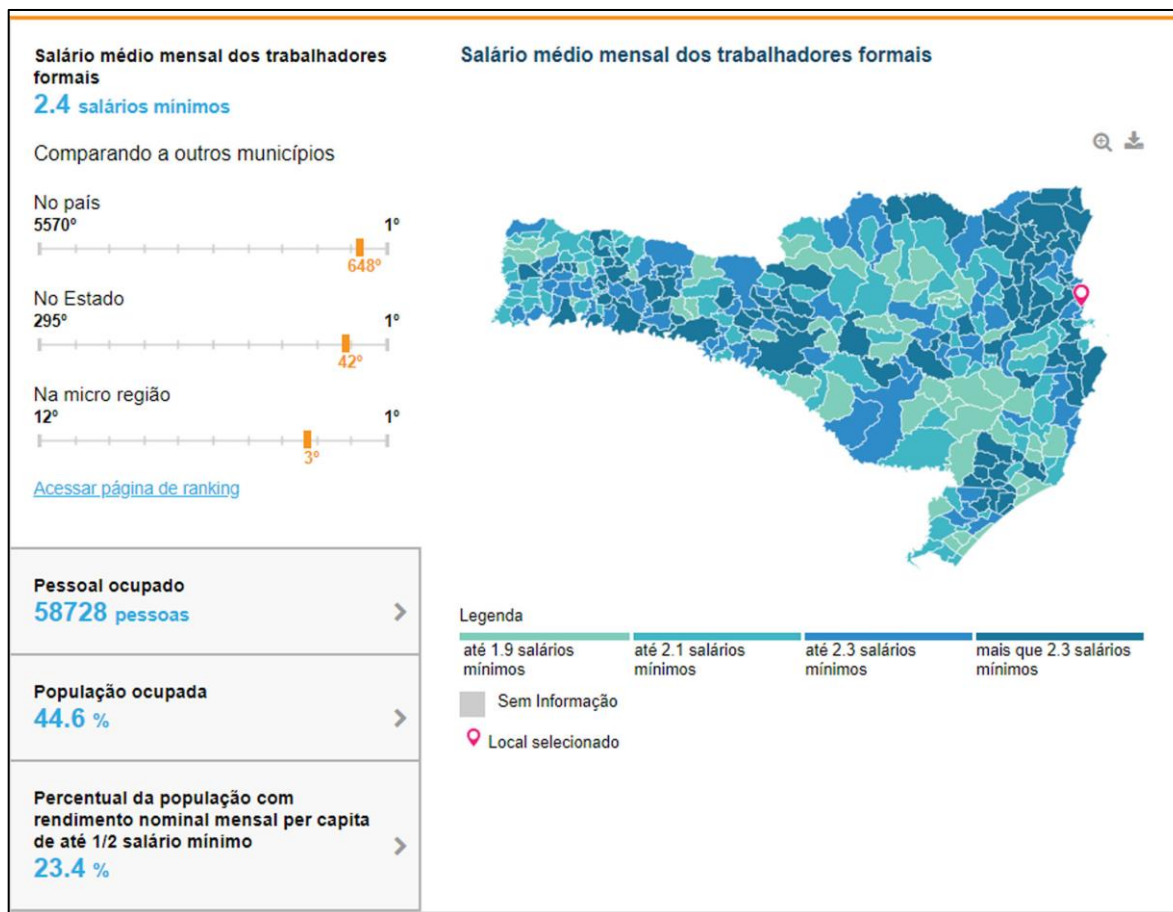 Salário médio mensal dos trabalhadores
formais
2.4 salários mínimos
Comparando a outros municípios
No país
5570º 1º
648º
No Estado
295º 1º
42º
Na micro região
12º 1º
3º
Acessar página de ranking
Pessoal ocupado
58728 pessoas
População ocupada
44.6 %
Percentual da população com
rendimento nominal mensal per capita
de até 1/2 salário mínimo
23.4 %
Salário médio mensal dos trabalhadores formais
Legenda
até 1.9 salários
mínimos
até 2.1 salários
mínimos
até 2.3 salários
mínimos
mais que 2.3 salários
mínimos
Sem Informação
Local selecionado